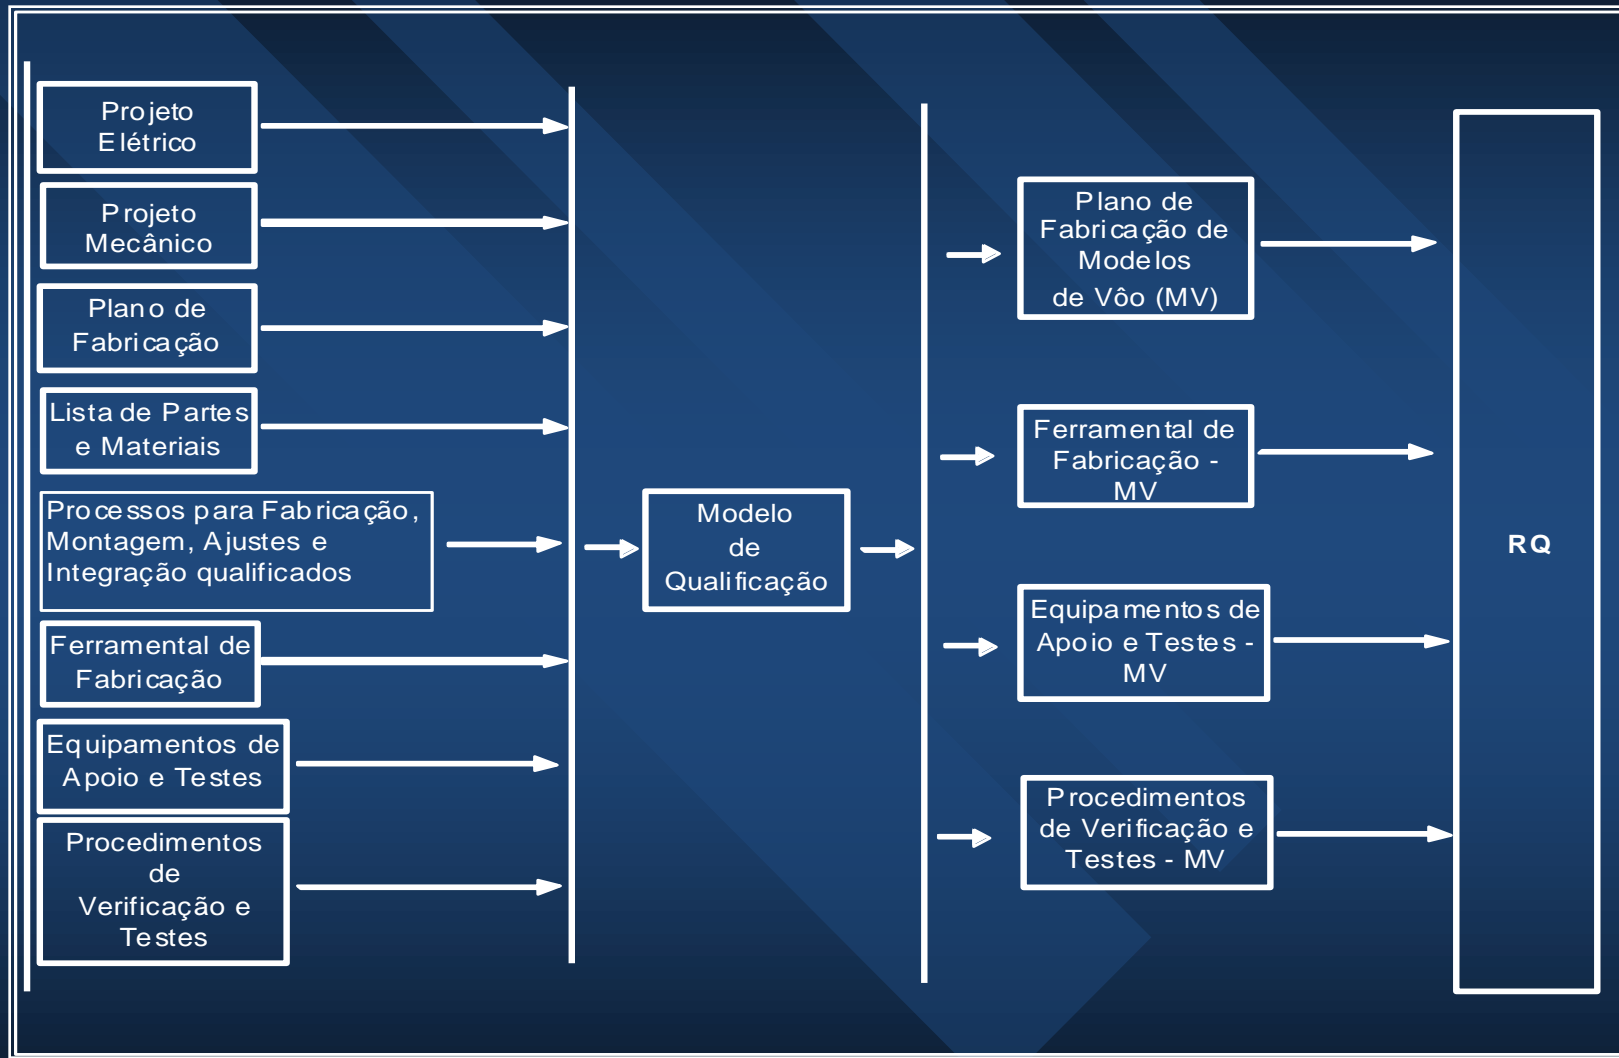 Projeto
Elétrico
Projeto
Mecânico
Plano de
Fabricação
Lista de Partes
e Materiais
Processos para Fabricação,
Montagem, Ajustes e
Integração qualificados
Ferramental de
Fabricação
Equipamentos de
Apoio e Testes
Procedimentos
de
Verificação e
Testes
Modelo
de
Qualificação
Plano de
Fabricação de
Modelos
de Vôo (MV)
Ferramental de
Fabricação -
MV
Equipamentos de
Apoio e Testes -
MV
Procedimentos
de Verificação e
Testes - MV
RQ